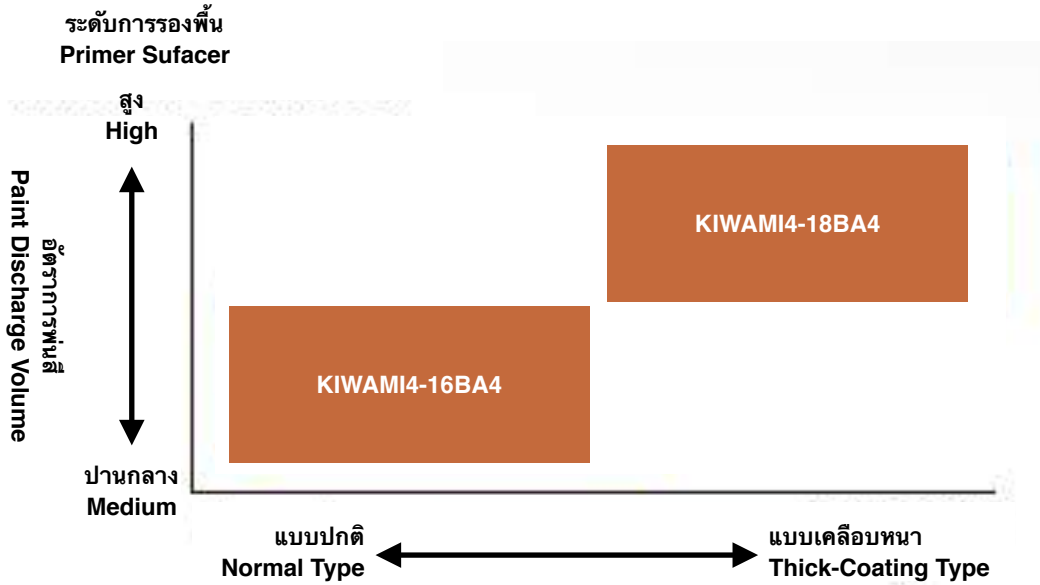 ระดับการรองพื้น
Primer Sufacer
สูง
High
อัตราการพ่นสี
Paint Discharge Volume
KIWAMI4-18BA4
KIWAMI4-16BA4
ปานกลาง
Medium
แบบปกติ
Normal Type
แบบเคลือบหนา
Thick-Coating Type